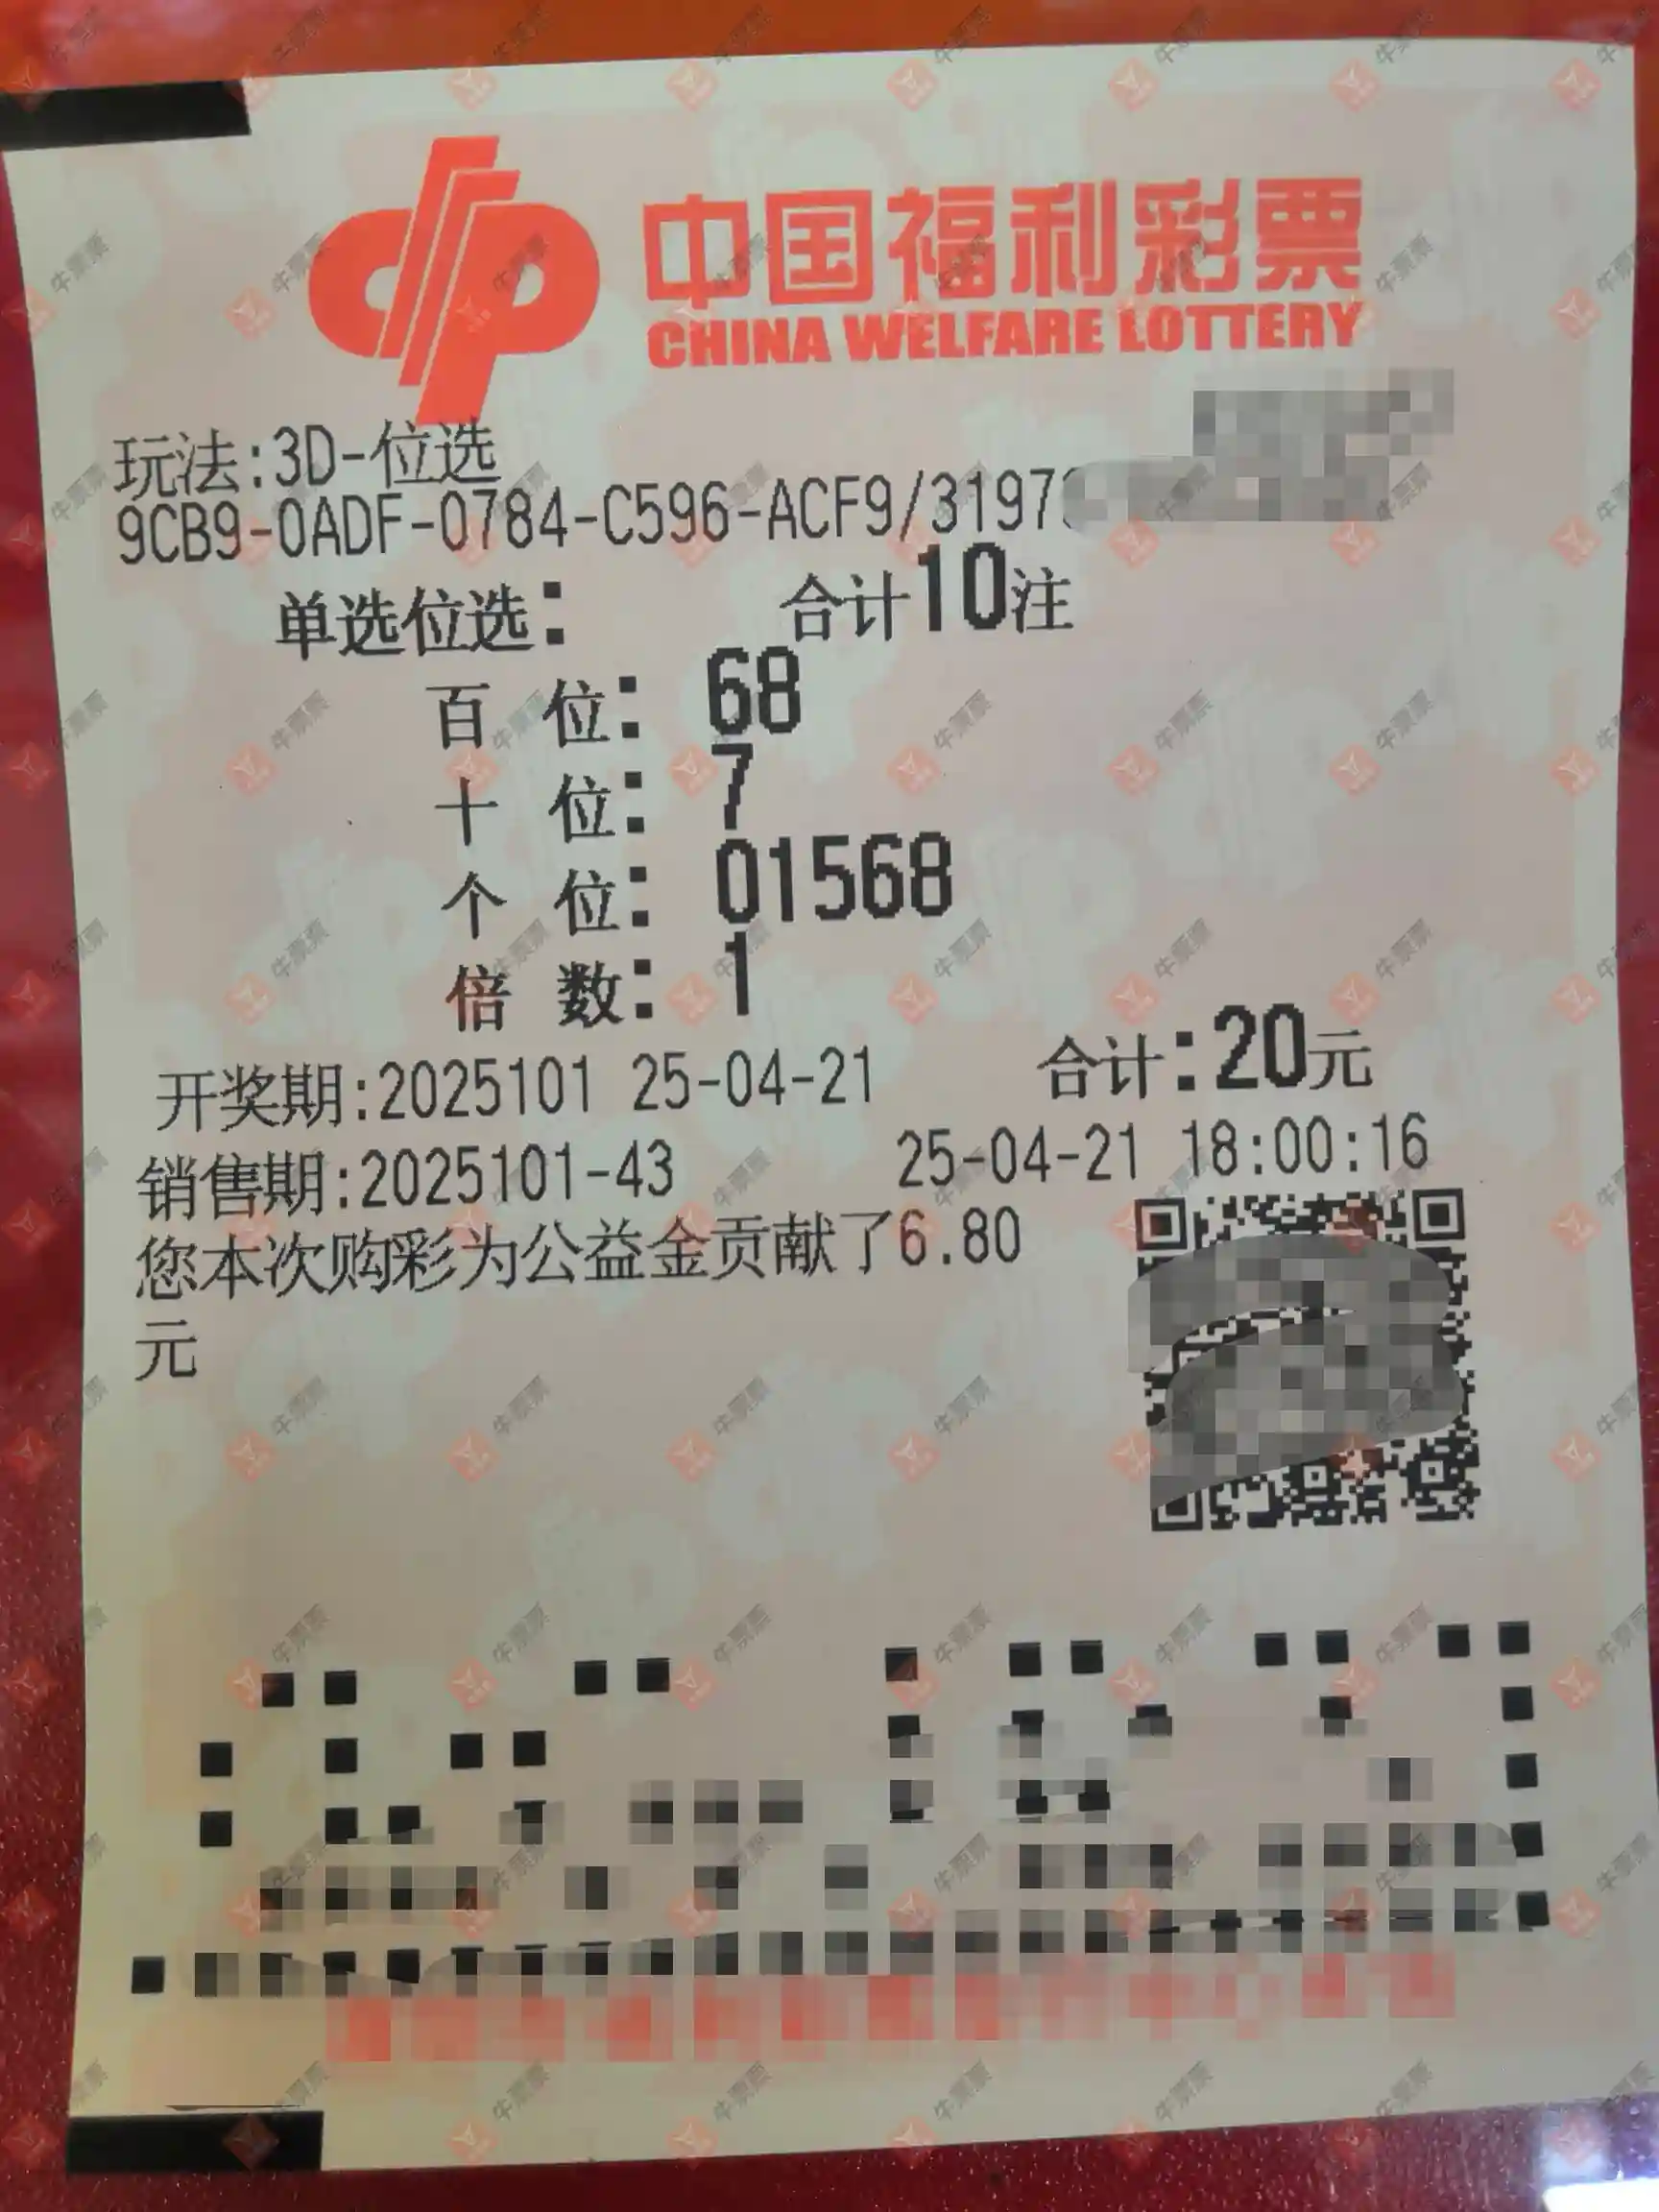 中国福利彩票
CHINA WELFARE LOTTERY
玩法:3D-位选
9CB9-0ADF-0784-C596-ACF9/3197
单选位选: 合计10注
百 位: 68
十 位: 7
个 位: 01568
倍 数: 1
合计:20元
开奖期:2025101 25-04-21
销售期:2025101-43 25-04-21 18:00:16
您本次购彩为公益金贡献了6.80
元
牛票票